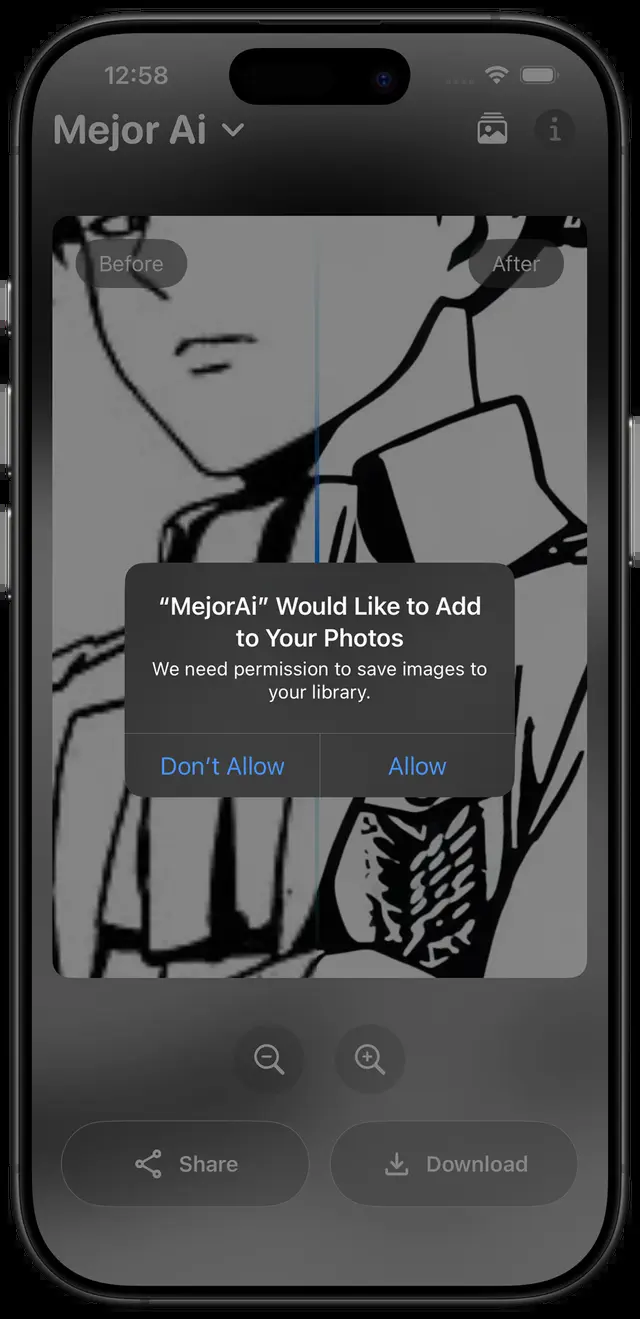 12:58
Mejor Ai
Before
After
“MejorAi” Would Like to Add
to Your Photos
We need permission to save images to
your library.
Don’t Allow
Allow
Share
Download